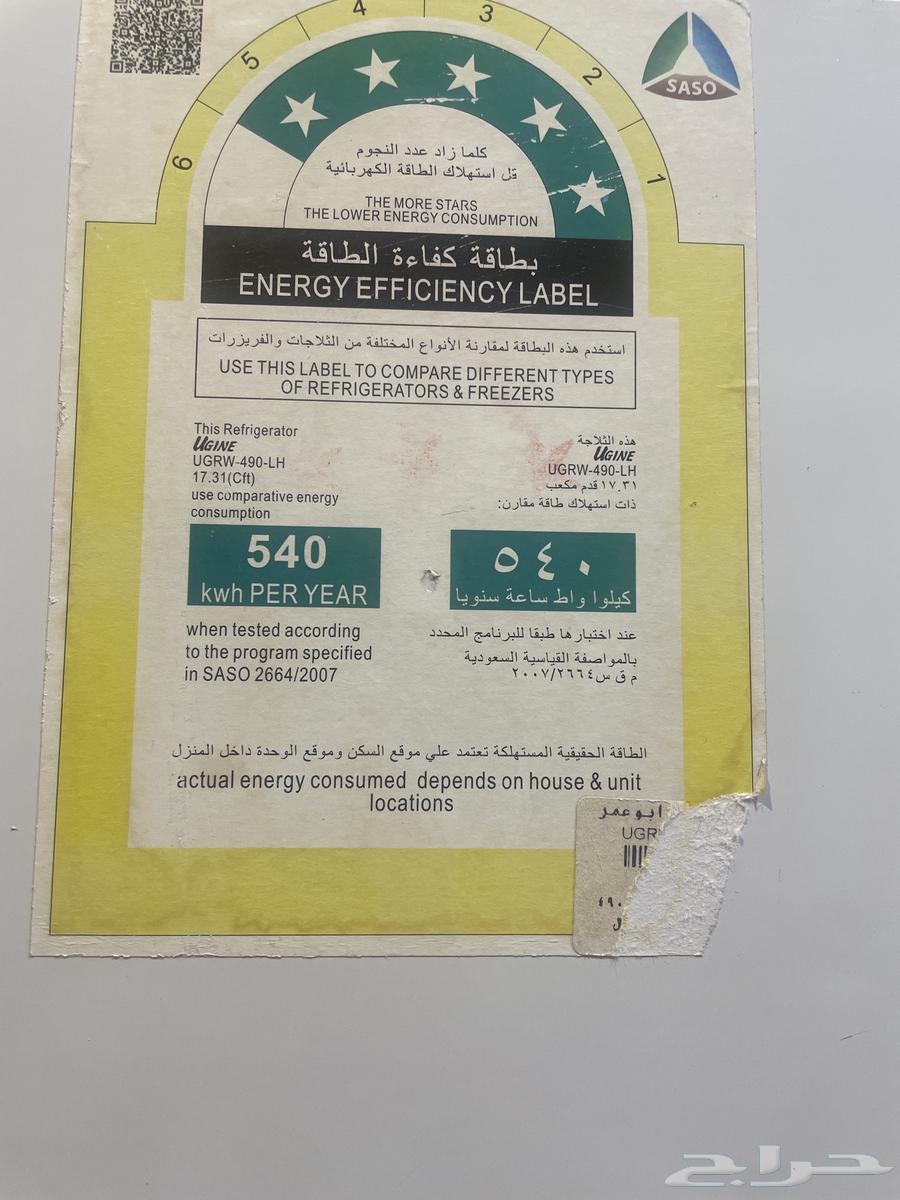 4
3
5
2
6
1
SASO
كلما زاد عدد النجوم
قل استهلاك الطاقة الكهربائية
THE MORE STARS
THE LOWER ENERGY CONSUMPTION
بطاقة كفاءة الطاقة
ENERGY EFFICIENCY LABEL
استخدم هذه البطاقة لمقارنة الأنواع المختلفة من الثلاجات والفريزرات
USE THIS LABEL TO COMPARE DIFFERENT TYPES
OF REFRIGERATORS & FREEZERS
This Refrigerator
UGINE
UGRW-490-LH
17.31(Cft)
use comparative energy
consumption
540
kwh PER YEAR
when tested according
to the program specified
in SASO 2664/2007
هذه الثلاجة
UGINE
UGRW-490-LH
١٧.٣١ قدم مكعب
ذات استهلاك طاقة مقارن:
٥٤٠
كيلوا واط ساعة سنويا
عند اختبارها طبقا للبرنامج المحدد
بالمواصفة القياسية السعودية
م ق س ٢٠٠٧/٢٦٦٤
الطاقة الحقيقية المستهلكة تعتمد علي موقع السكن وموقع الوحدة داخل المنزل
actual energy consumed depends on house & unit
locations
ابو عمر
UGR
٤٩٠
حراج